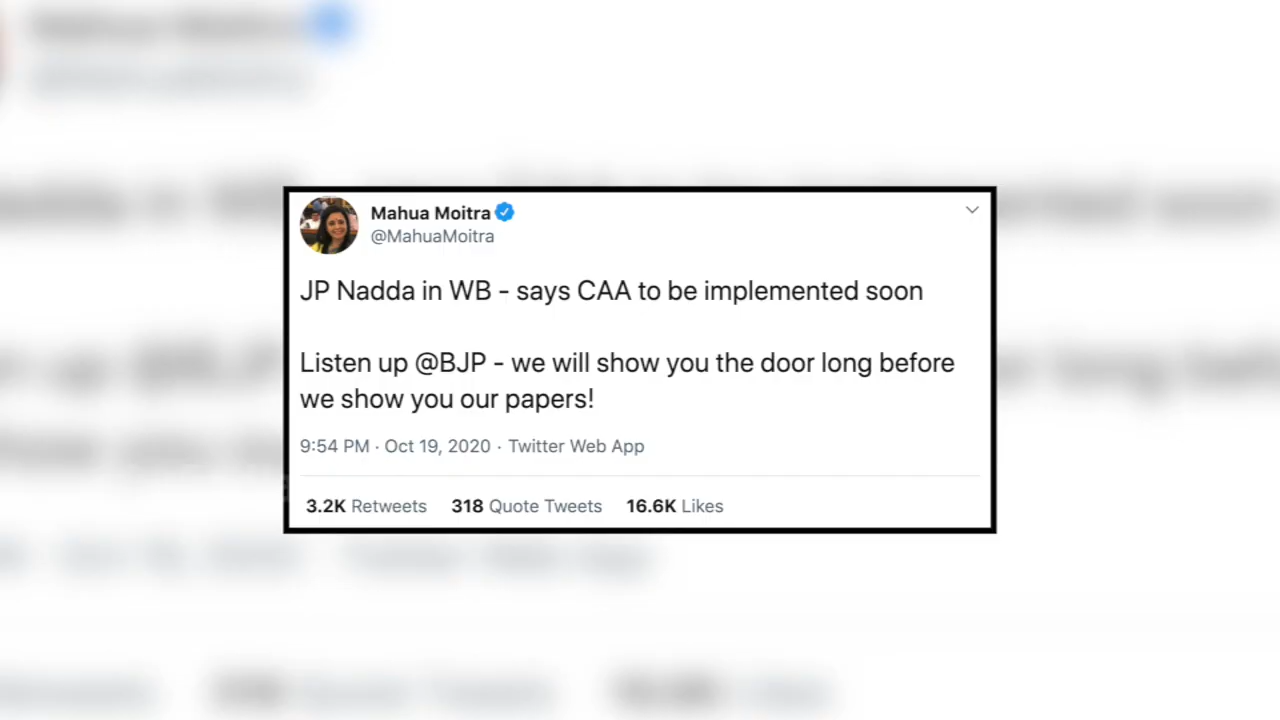 Mahua Moitra
@MahuaMoitra
JP Nadda in WB - says CAA to be implemented soon
Listen up @BJP - we will show you the door long before
we show you our papers!
9:54 PM · Oct 19, 2020 · Twitter Web App
3.2K Retweets 318 Quote Tweets 16.6K Likes